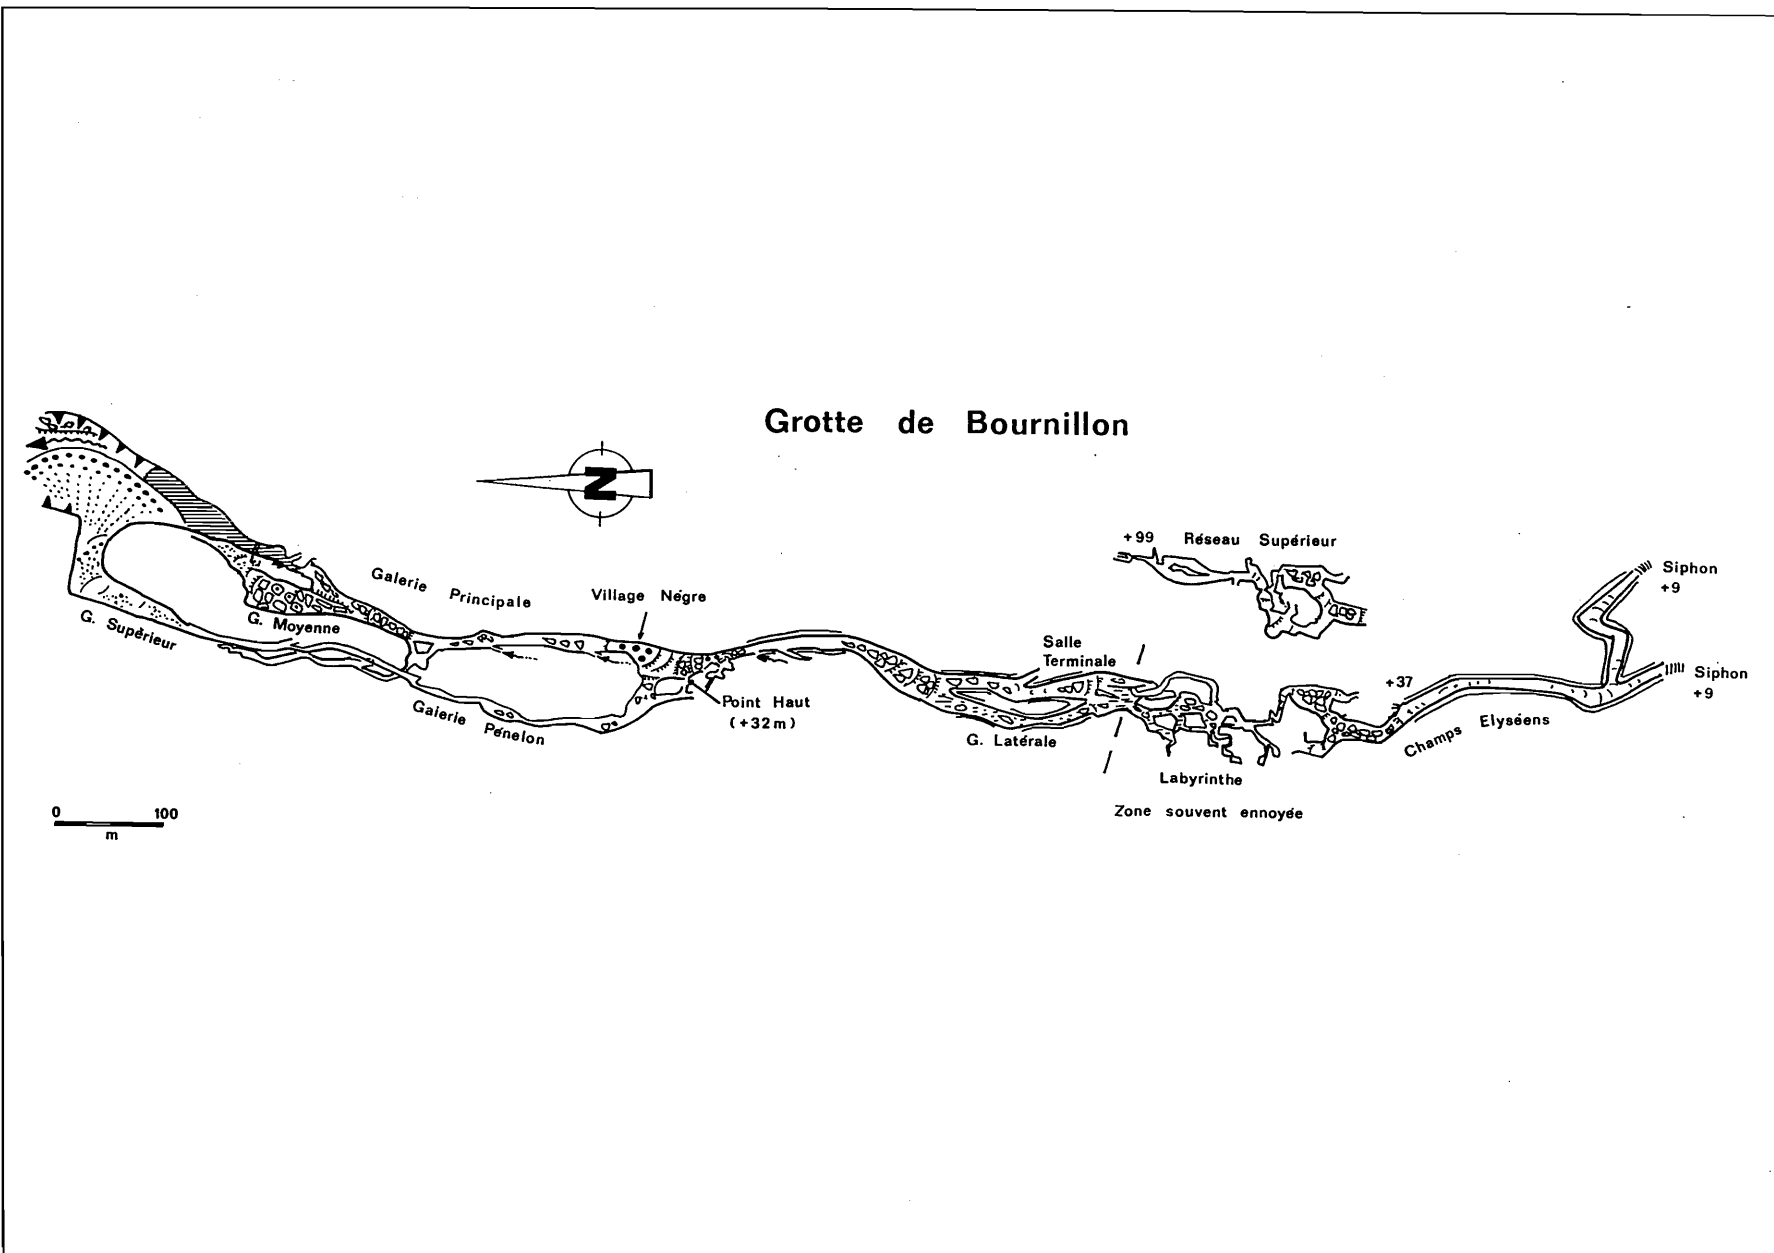 Grotte de Bournillon
N
+99 Réseau Supérieur
Siphon
+9
Galerie Principale
Village Négre
G. Supérieur
G. Moyenne
Salle
Terminale
+37
Siphon
+9
Point Haut
(+32m)
Galerie Pénelon
G. Latérale
Champs Elyséens
Labyrinthe
Zone souvent ennoyée
0 100
m